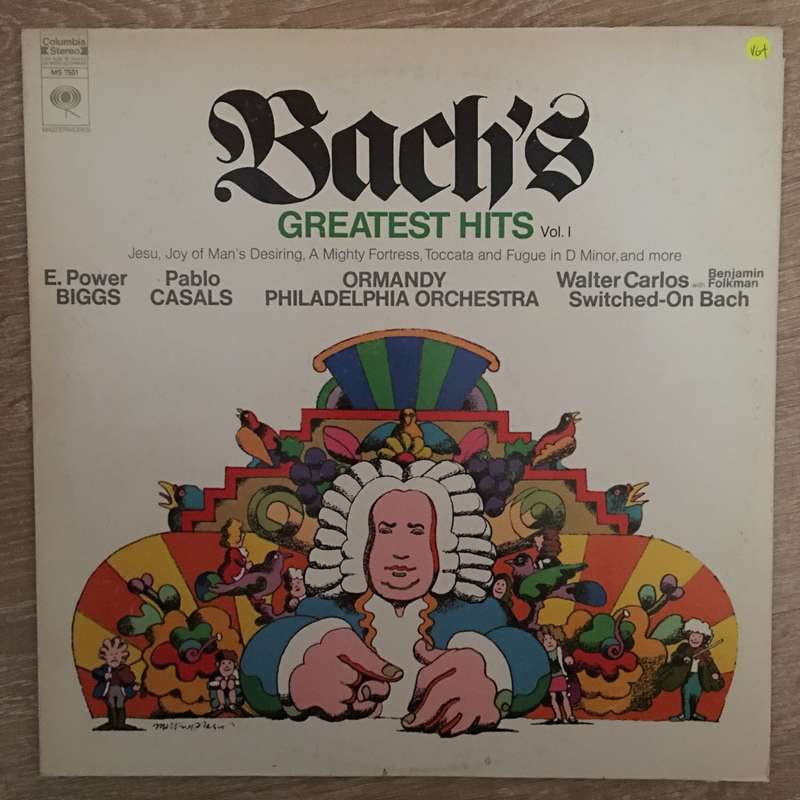 Columbia
Stereo
MS 7501
MASTERWORKS
VG+
Bach's
GREATEST HITS Vol. I
Jesu, Joy of Man's Desiring, A Mighty Fortress, Toccata and Fugue in D Minor, and more
E. Power
BIGGS
Pablo
CASALS
ORMANDY
PHILADELPHIA ORCHESTRA
Walter Carlos with Benjamin Folkman
Switched-On Bach